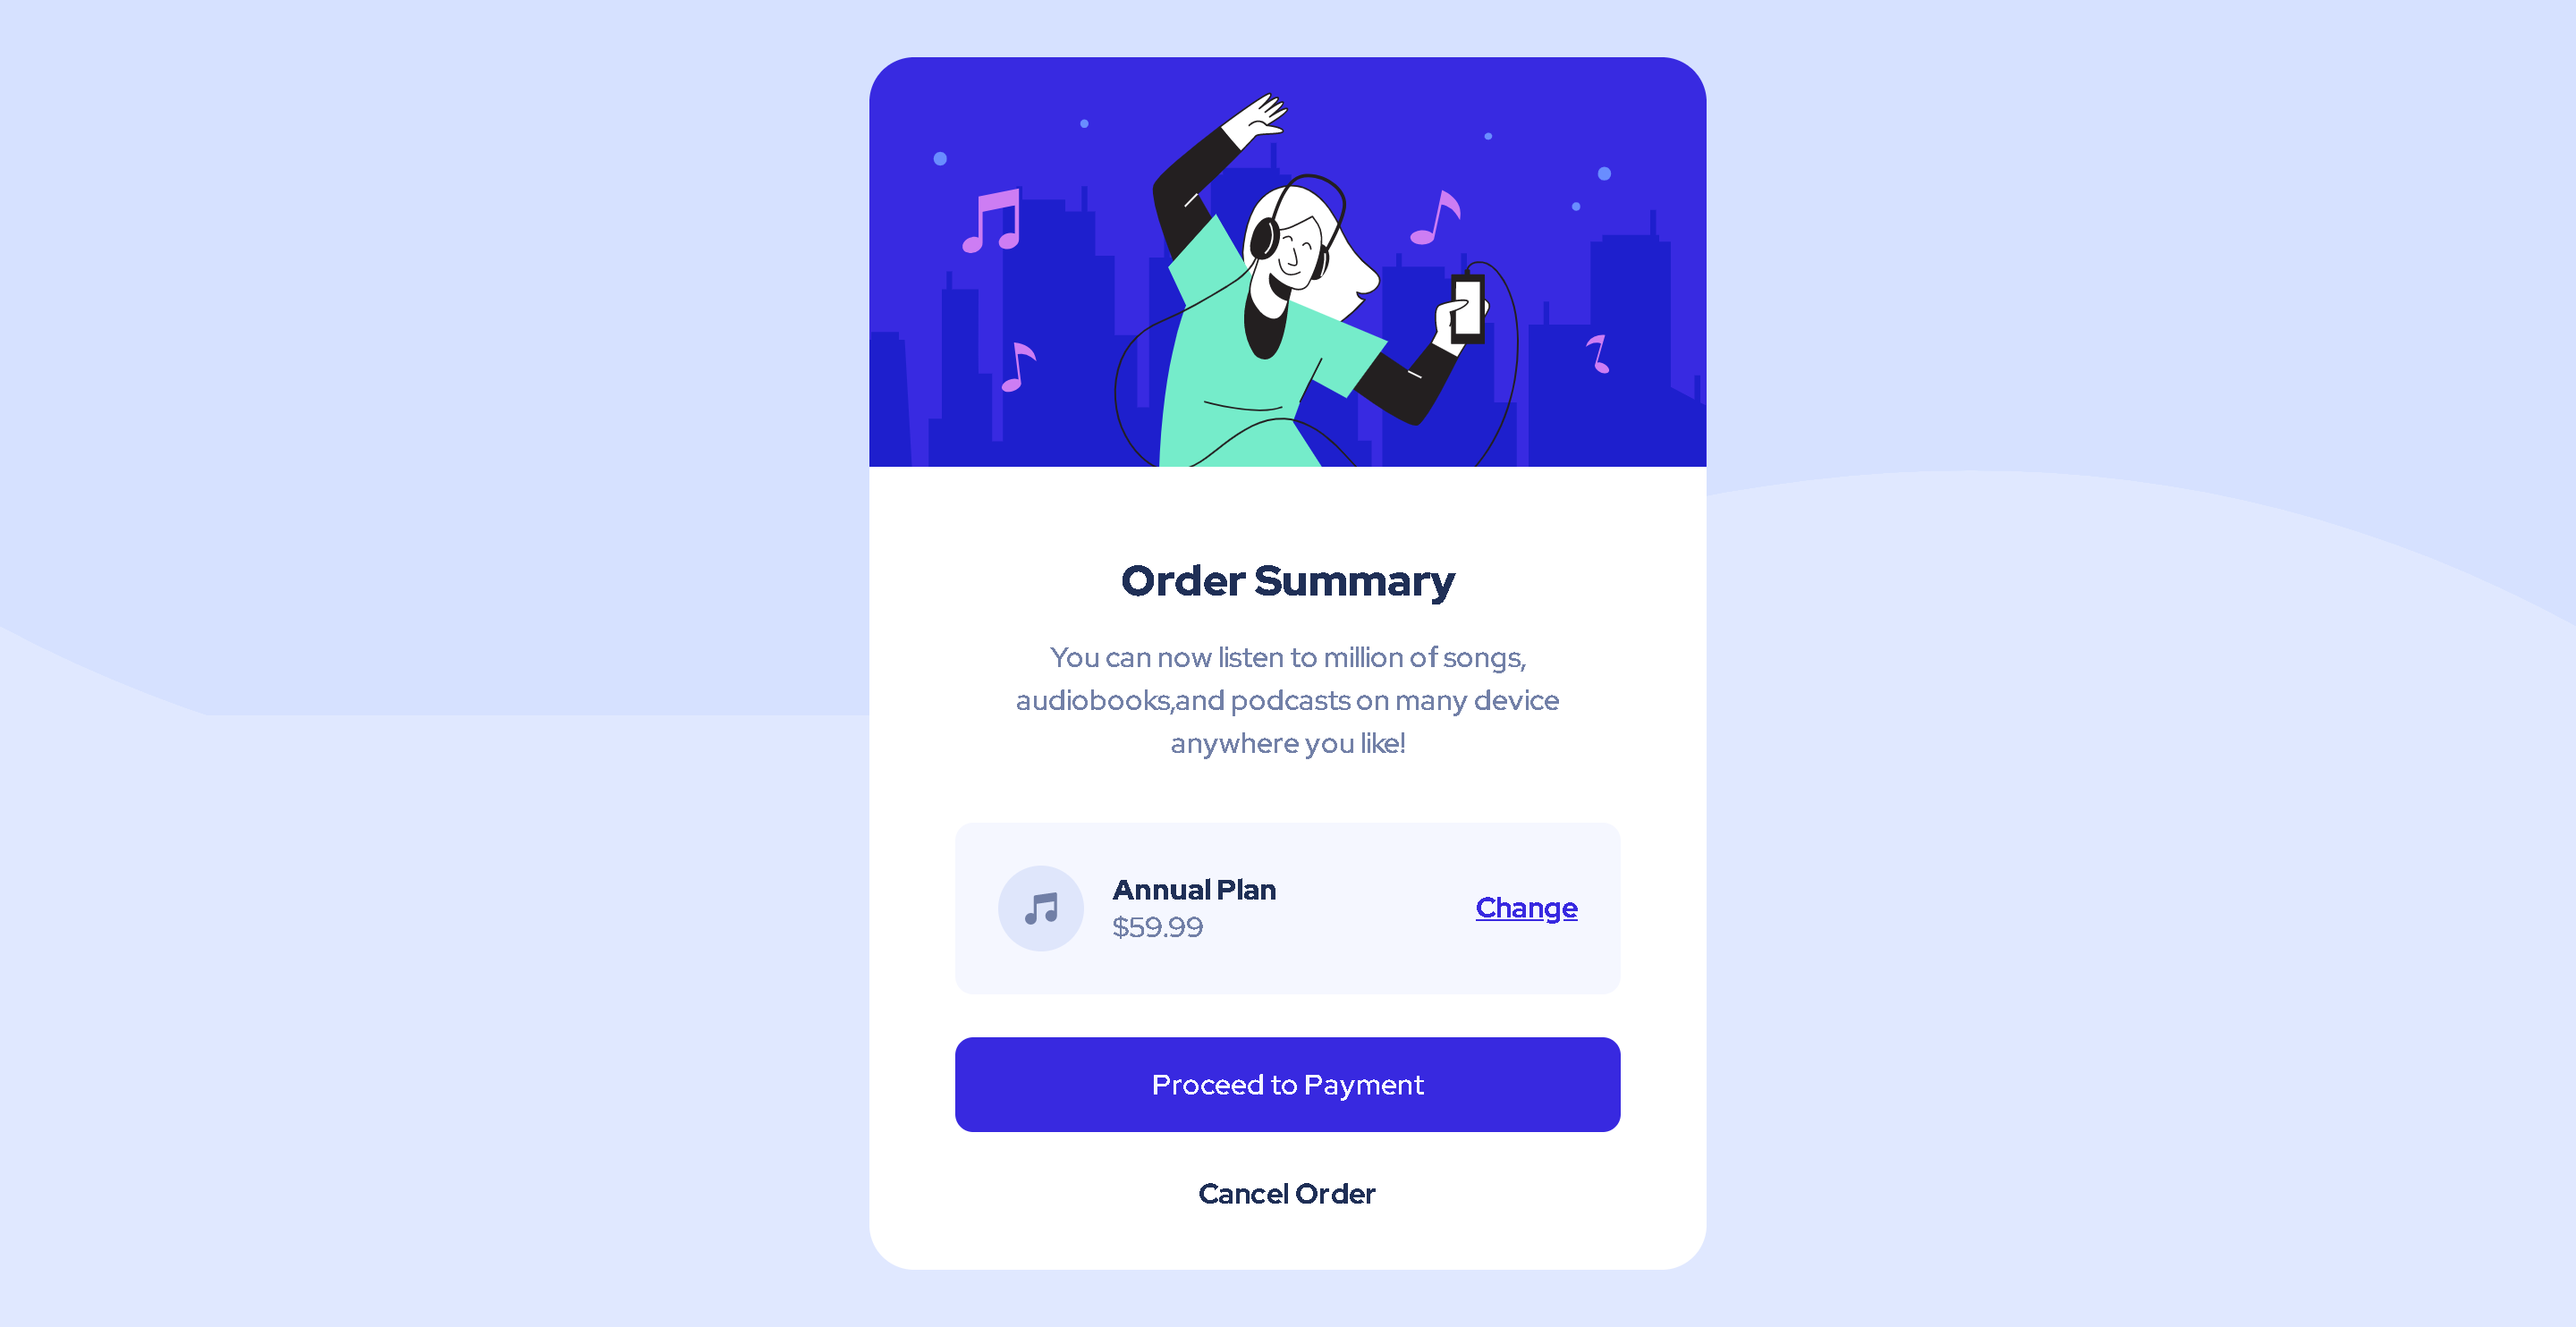 Order Summary
You can now listen to million of songs,
audiobooks,and podcasts on many device
anywhere you like!
Annual Plan
$59.99
Change
Proceed to Payment
Cancel Order